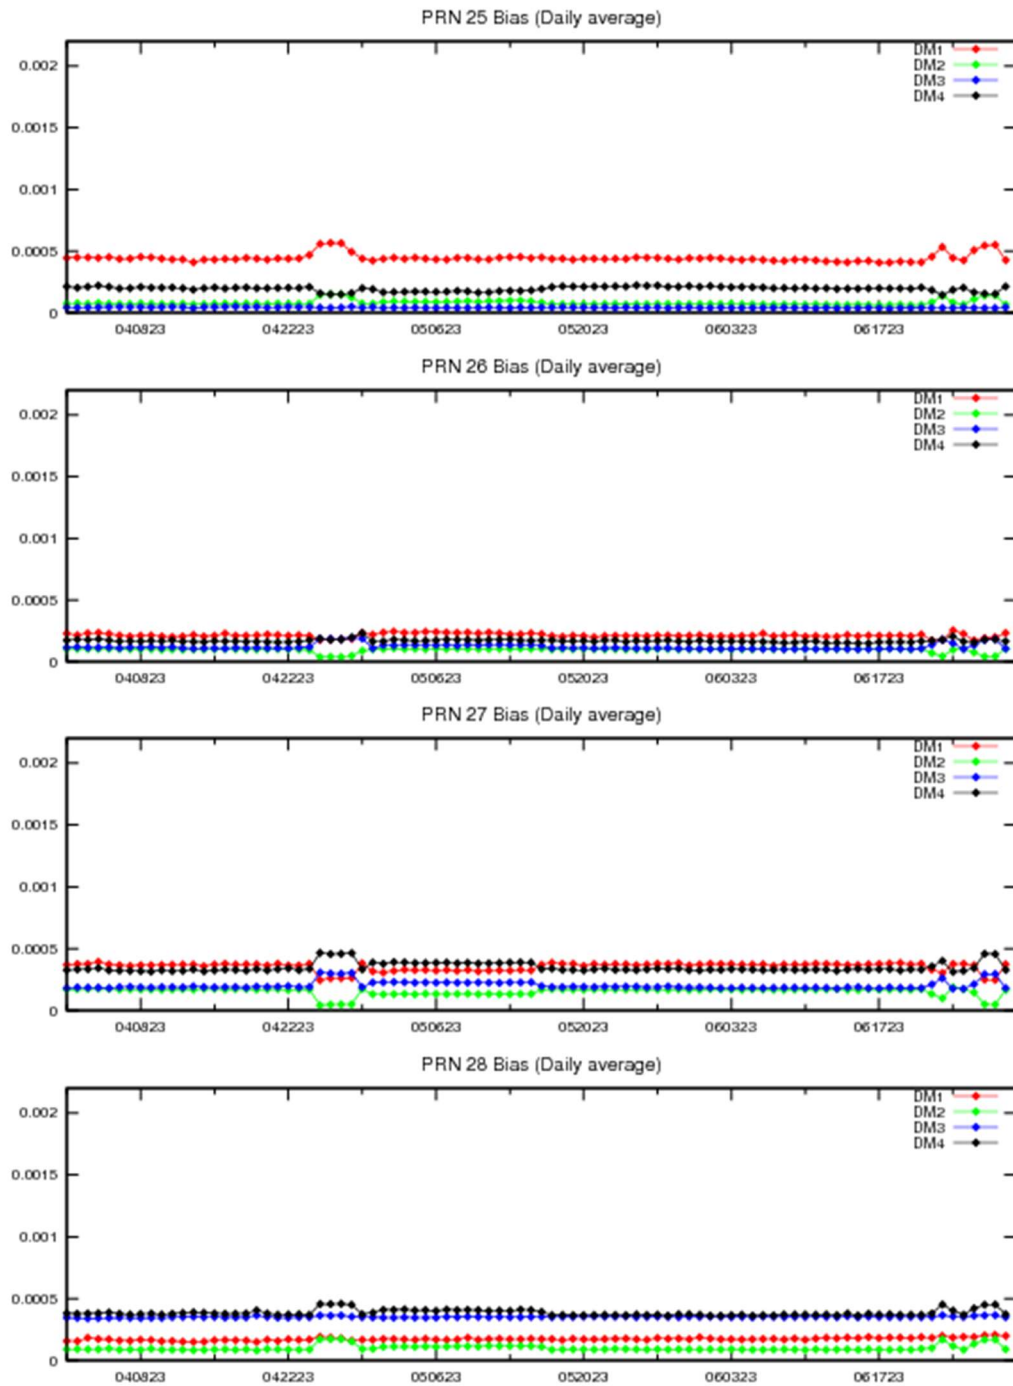 PRN 25 Bias (Daily average)
DM1
DM2
DM3
DM4
0.002
0.0015
0.001
0.0005
0
040823 042223 050623 052023 060323 061723
PRN 26 Bias (Daily average)
DM1
DM2
DM3
DM4
0.002
0.0015
0.001
0.0005
0
040823 042223 050623 052023 060323 061723
PRN 27 Bias (Daily average)
DM1
DM2
DM3
DM4
0.002
0.0015
0.001
0.0005
0
040823 042223 050623 052023 060323 061723
PRN 28 Bias (Daily average)
DM1
DM2
DM3
DM4
0.002
0.0015
0.001
0.0005
0
040823 042223 050623 052023 060323 061723